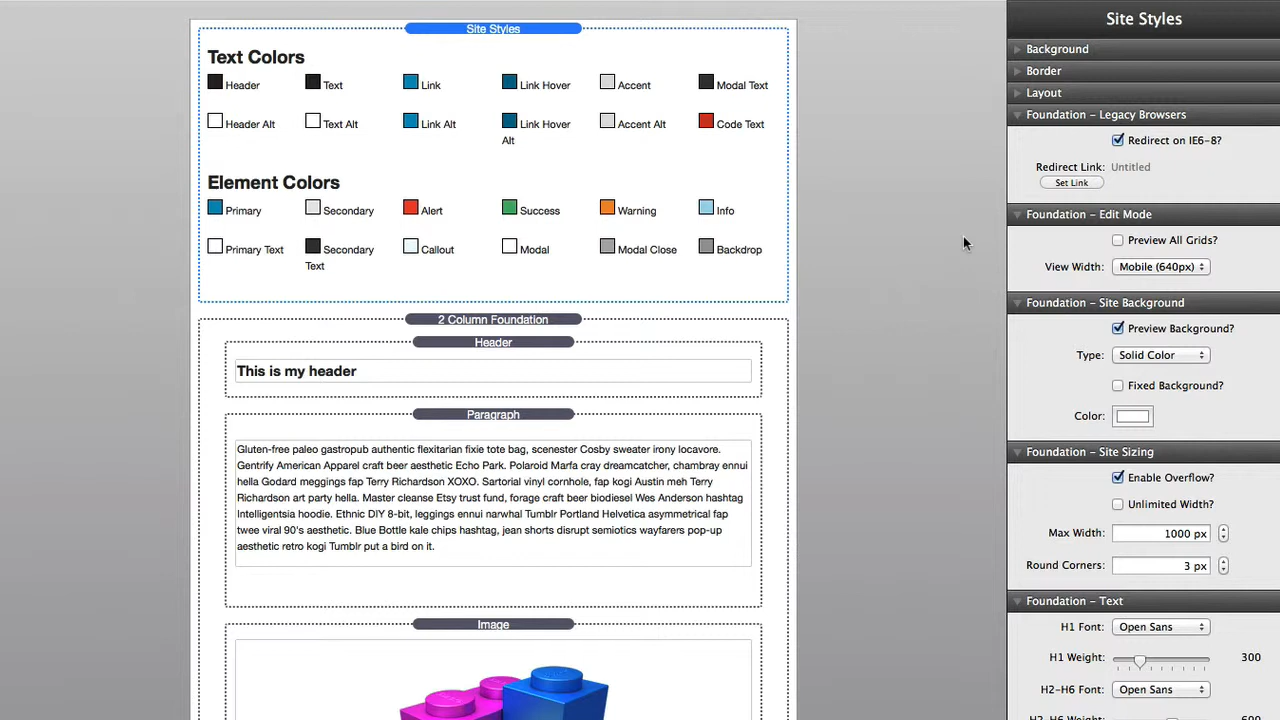 Site Styles
Text Colors
Header
Text
Link
Link Hover
Accent
Modal Text
Header Alt
Text Alt
Link Alt
Link Hover
Alt
Accent Alt
Code Text
Element Colors
Primary
Secondary
Alert
Success
Warning
Info
Primary Text
Secondary
Text
Callout
Modal
Modal Close
Backdrop
2 Column Foundation
Header
This is my header
Paragraph
Gluten-free paleo gastropub authentic flexitarian fixie tote bag, scenester Cosby sweater irony locavore.
Gentrify American Apparel craft beer aesthetic Echo Park. Polaroid Marfa cray dreamcatcher, chambray ennui
hella Godard meggings fap Terry Richardson XOXO. Sartorial vinyl cornhole, fap kogi Austin meh Terry
Richardson art party hella. Master cleanse Etsy trust fund, forage craft beer biodiesel Wes Anderson hashtag
Intelligentsia hoodie. Ethnic DIY 8-bit, leggings ennui narwhal Tumblr Portland Helvetica asymmetrical fap
twee viral 90's aesthetic. Blue Bottle kale chips hashtag, jean shorts disrupt semiotics wayfarers pop-up
aesthetic retro kogi Tumblr put a bird on it.
Image
Site Styles
Background
Border
Layout
Foundation – Legacy Browsers
Redirect on IE6-8?
Redirect Link: Untitled
Set Link
Foundation – Edit Mode
Preview All Grids?
View Width: Mobile (640px)
Foundation – Site Background
Preview Background?
Type: Solid Color
Fixed Background?
Color:
Foundation – Site Sizing
Enable Overflow?
Unlimited Width?
Max Width: 1000 px
Round Corners: 3 px
Foundation – Text
H1 Font: Open Sans
H1 Weight: 300
H2-H6 Font: Open Sans
H2-H6 Weight: 600